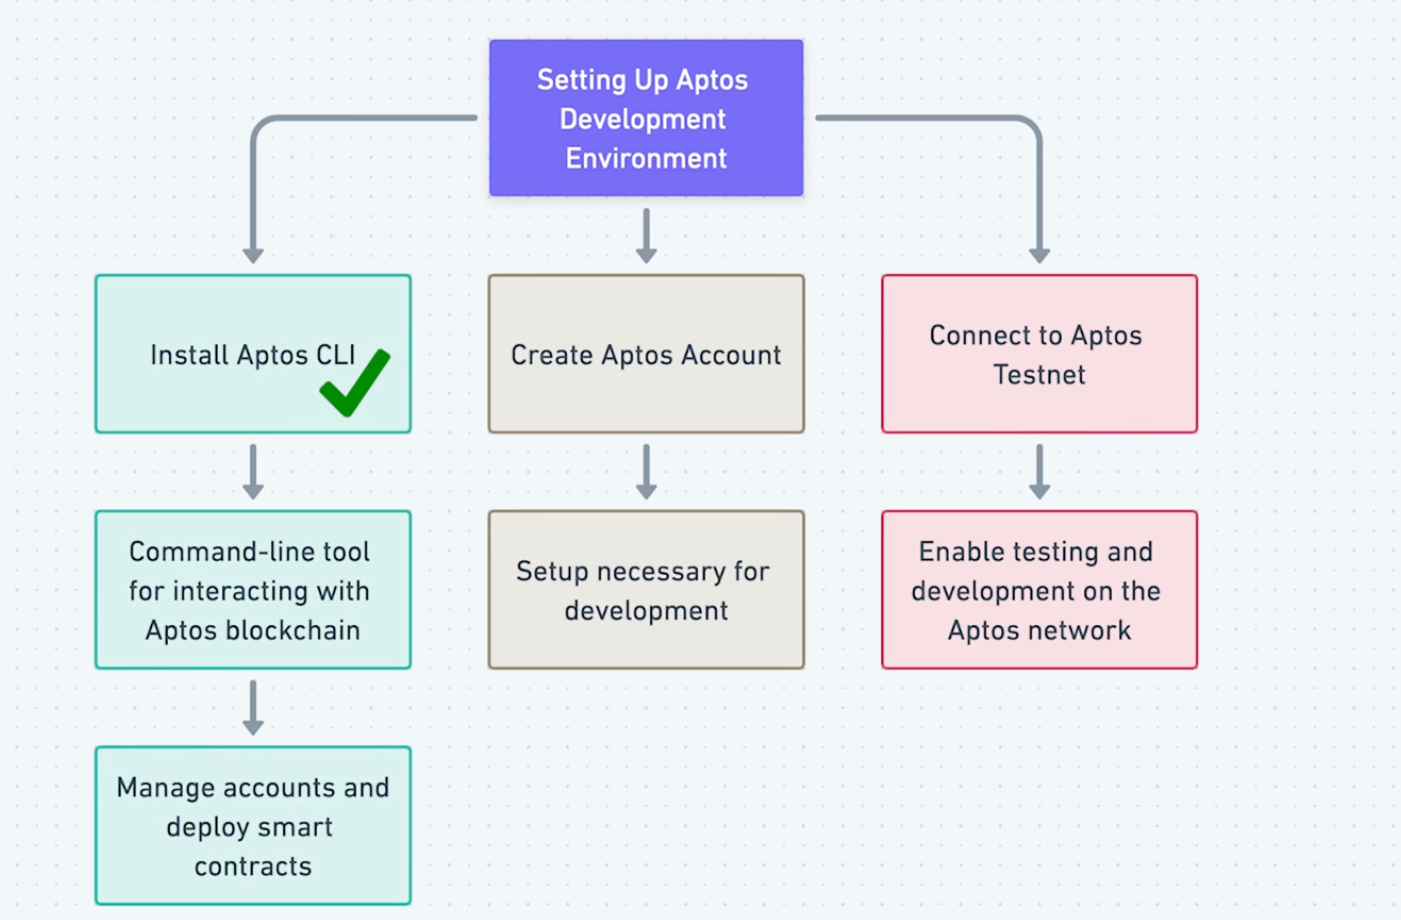 Setting Up Aptos
Development
Environment
Install Aptos CLI
Create Aptos Account
Connect to Aptos
Testnet
Command-line tool
for interacting with
Aptos blockchain
Setup necessary for
development
Enable testing and
development on the
Aptos network
Manage accounts and
deploy smart
contracts